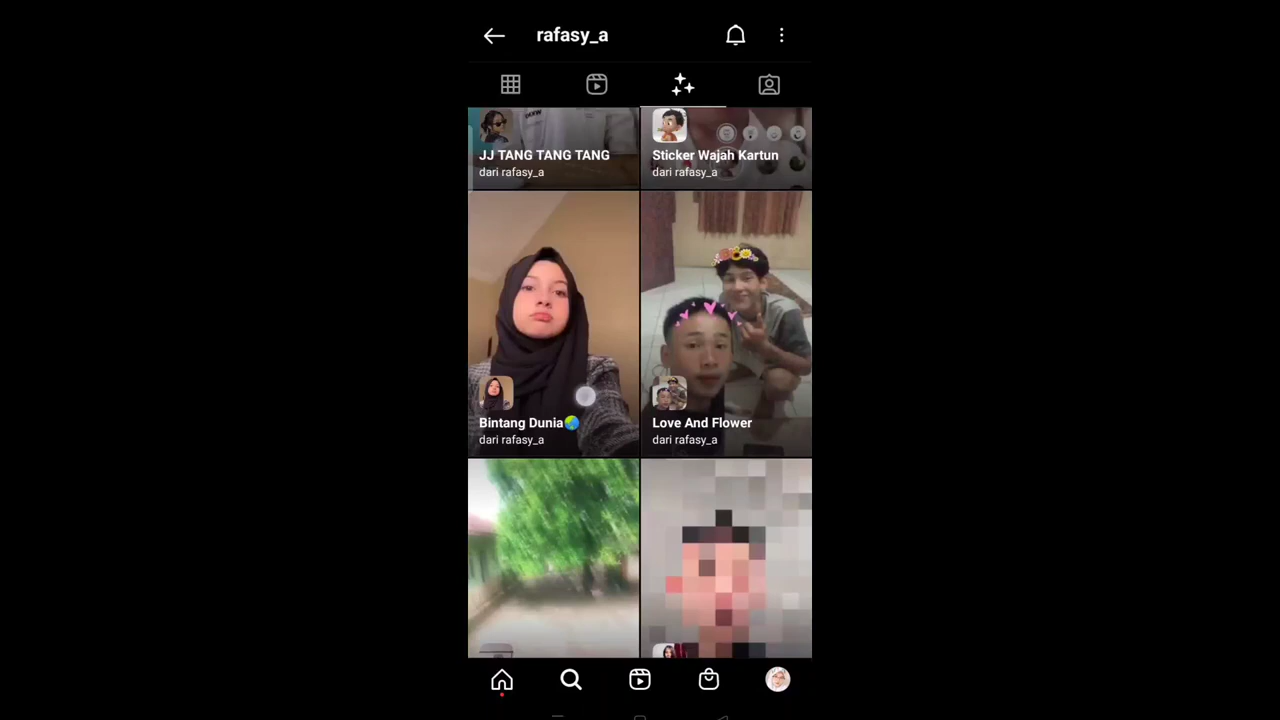 rafasy_a
JJ TANG TANG TANG
dari rafasy_a
Sticker Wajah Kartun
dari rafasy_a
Bintang Dunia🌏
dari rafasy_a
Love And Flower
dari rafasy_a